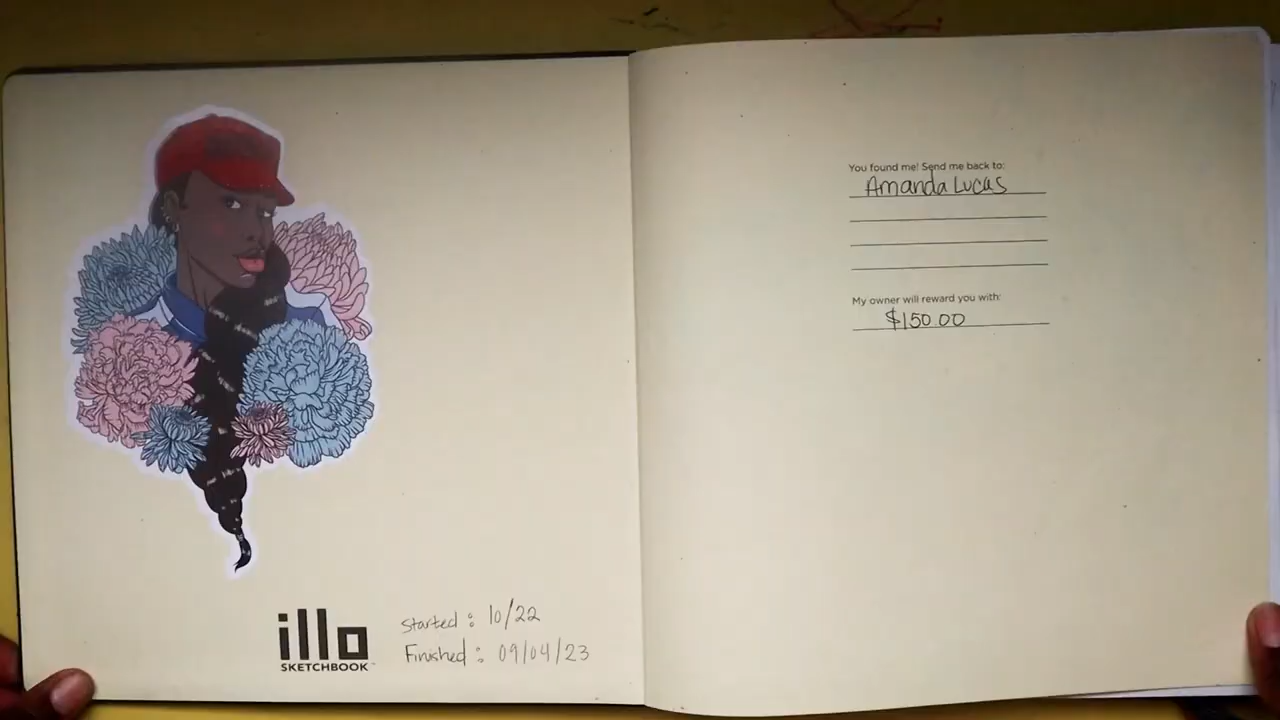 illo
SKETCHBOOK™
Started : 10/22
Finished : 09/04/23
You found me! Send me back to:
Amanda Lucas
My owner will reward you with:
$150.00